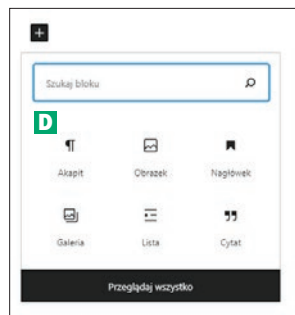 Szukaj bloku
D
Akapit Obrazek Nagłówek
Galeria Lista Cytat
Przeglądaj wszystko